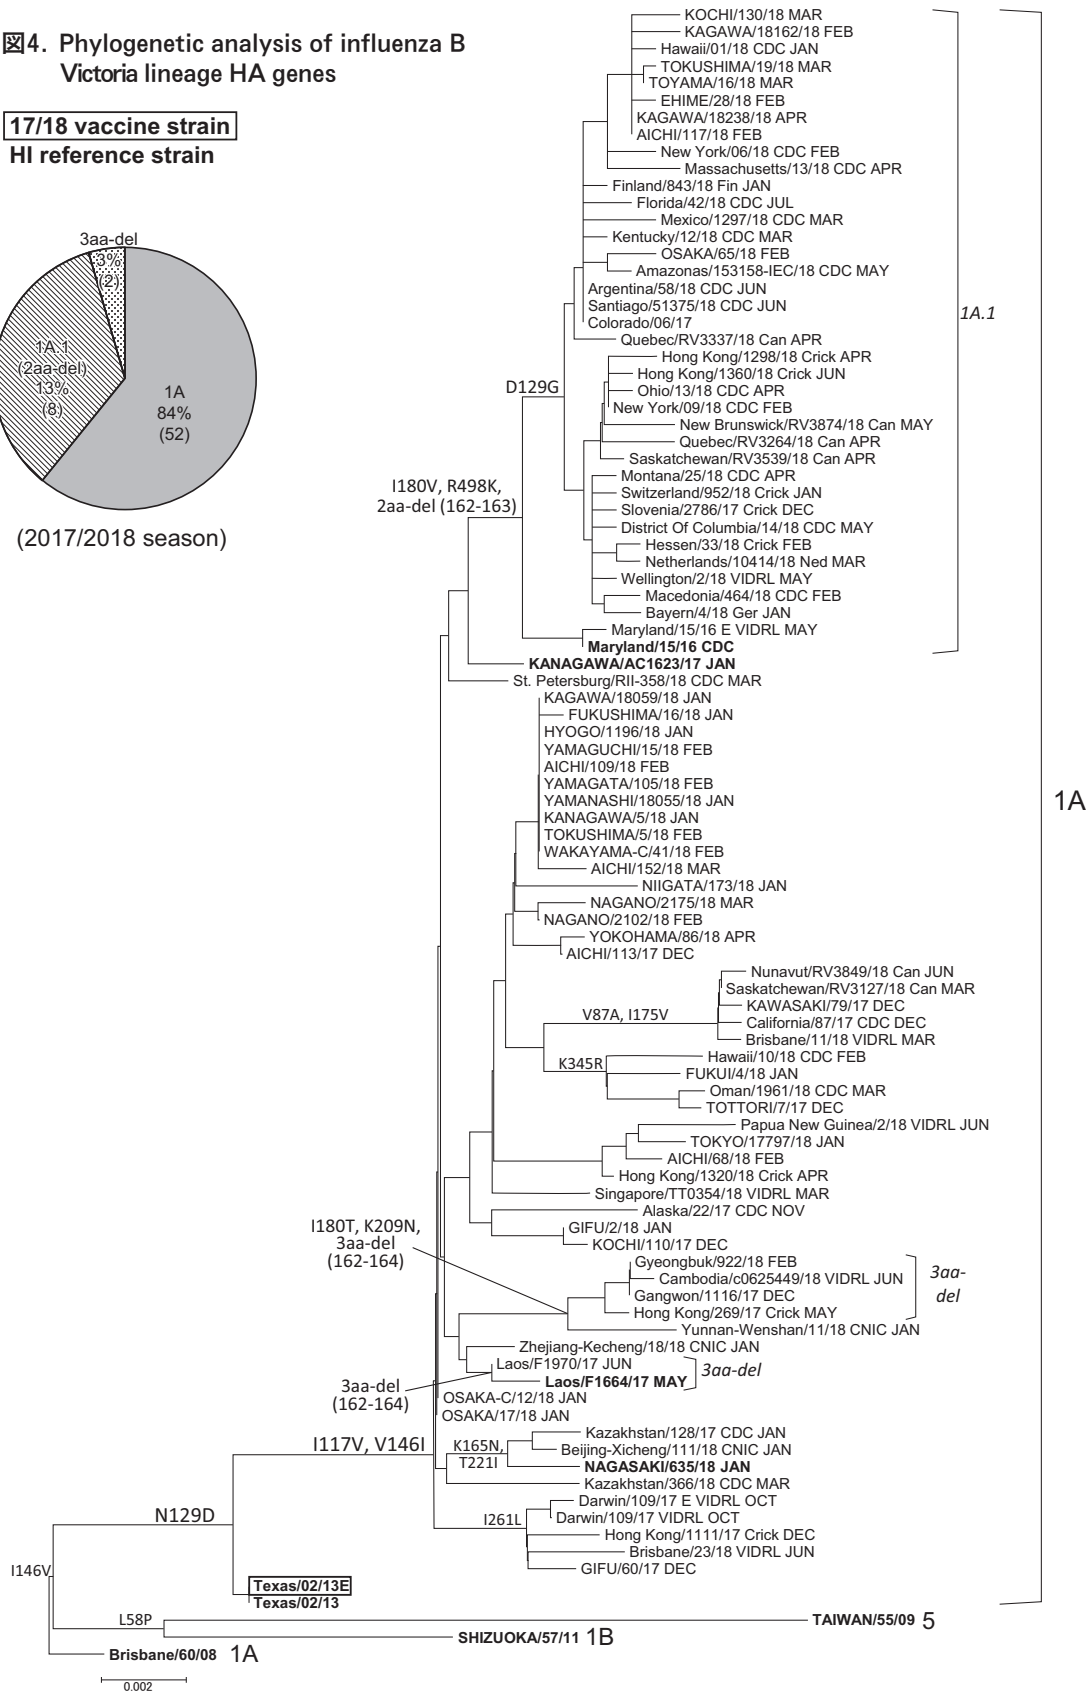 図4. Phylogenetic analysis of influenza B
Victoria lineage HA genes
17/18 vaccine strain
HI reference strain
3aa-del
3%
(2)
1A.1
(2aa-del)
13%
(8)
1A
84%
(52)
(2017/2018 season)
KOCHI/130/18 MAR
KAGAWA/18162/18 FEB
Hawaii/01/18 CDC JAN
TOKUSHIMA/19/18 MAR
TOYAMA/16/18 MAR
EHIME/28/18 FEB
KAGAWA/18238/18 APR
AICHI/117/18 FEB
New York/06/18 CDC FEB
Massachusetts/13/18 CDC APR
Finland/843/18 Fin JAN
Florida/42/18 CDC JUL
Mexico/1297/18 CDC MAR
Kentucky/12/18 CDC MAR
OSAKA/65/18 FEB
Amazonas/153158-IEC/18 CDC MAY
Argentina/58/18 CDC JUN
Santiago/51375/18 CDC JUN
1A.1
Colorado/06/17
Quebec/RV3337/18 Can APR
Hong Kong/1298/18 Crick APR
Hong Kong/1360/18 Crick JUN
D129G
Ohio/13/18 CDC APR
New York/09/18 CDC FEB
New Brunswick/RV3874/18 Can MAY
Quebec/RV3264/18 Can APR
Saskatchewan/RV3539/18 Can APR
Montana/25/18 CDC APR
I180V, R498K,
2aa-del (162-163)
Switzerland/952/18 Crick JAN
Slovenia/2786/17 Crick DEC
District Of Columbia/14/18 CDC MAY
Hessen/33/18 Crick FEB
Netherlands/10414/18 Ned MAR
Wellington/2/18 VIDRL MAY
Macedonia/464/18 CDC FEB
Bayern/4/18 Ger JAN
Maryland/15/16 E VIDRL MAY
Maryland/15/16 CDC
KANAGAWA/AC1623/17 JAN
St. Petersburg/RII-358/18 CDC MAR
KAGAWA/18059/18 JAN
FUKUSHIMA/16/18 JAN
HYOGO/1196/18 JAN
YAMAGUCHI/15/18 FEB
AICHI/109/18 FEB
YAMAGATA/105/18 FEB
YAMANASHI/18055/18 JAN
1A
KANAGAWA/5/18 JAN
TOKUSHIMA/5/18 FEB
WAKAYAMA-C/41/18 FEB
AICHI/152/18 MAR
NIIGATA/173/18 JAN
NAGANO/2175/18 MAR
NAGANO/2102/18 FEB
YOKOHAMA/86/18 APR
AICHI/113/17 DEC
Nunavut/RV3849/18 Can JUN
Saskatchewan/RV3127/18 Can MAR
KAWASAKI/79/17 DEC
V87A, I175V
California/87/17 CDC DEC
Brisbane/11/18 VIDRL MAR
Hawaii/10/18 CDC FEB
K345R
FUKUI/4/18 JAN
Oman/1961/18 CDC MAR
TOTTORI/7/17 DEC
Papua New Guinea/2/18 VIDRL JUN
TOKYO/17797/18 JAN
AICHI/68/18 FEB
Hong Kong/1320/18 Crick APR
Singapore/TT0354/18 VIDRL MAR
Alaska/22/17 CDC NOV
GIFU/2/18 JAN
KOCHI/110/17 DEC
I180T, K209N,
3aa-del
(162-164)
Gyeongbuk/922/18 FEB
Cambodia/c0625449/18 VIDRL JUN
Gangwon/1116/17 DEC
Hong Kong/269/17 Crick MAY
3aa-
del
Yunnan-Wenshan/11/18 CNIC JAN
Zhejiang-Kecheng/18/18 CNIC JAN
Laos/F1970/17 JUN
Laos/F1664/17 MAY
3aa-del
3aa-del
(162-164)
OSAKA-C/12/18 JAN
OSAKA/17/18 JAN
Kazakhstan/128/17 CDC JAN
I117V, V146I
K165N,
T221I
Beijing-Xicheng/111/18 CNIC JAN
NAGASAKI/635/18 JAN
Kazakhstan/366/18 CDC MAR
Darwin/109/17 E VIDRL OCT
Darwin/109/17 VIDRL OCT
N129D
I261L
Hong Kong/1111/17 Crick DEC
Brisbane/23/18 VIDRL JUN
GIFU/60/17 DEC
I146V
Texas/02/13E
Texas/02/13
L58P
TAIWAN/55/09 5
SHIZUOKA/57/11 1B
Brisbane/60/08 1A
0.002